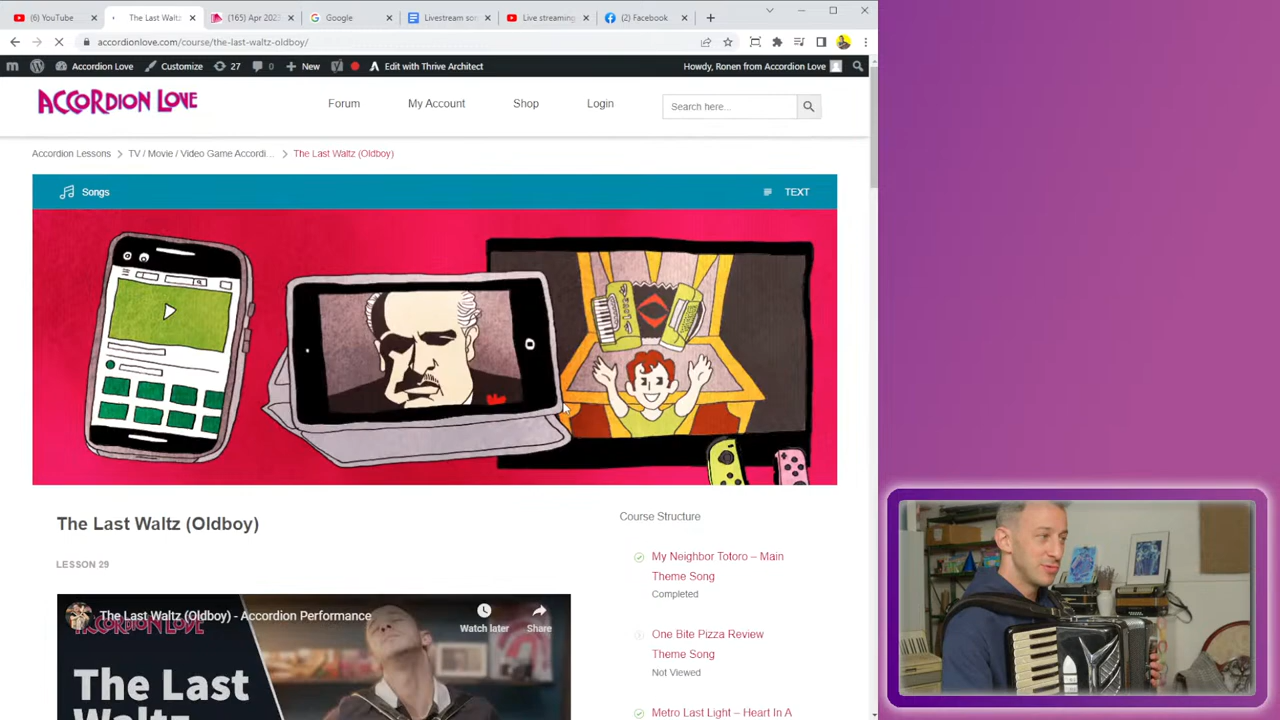 (6) YouTube
The Last Waltz
(165) Apr 202
Google
Livestream so
Live streaming
(2) Facebook
accordionlove.com/course/the-last-waltz-oldboy/
Accordion Love
Customize
27
0
New
Edit with Thrive Architect
Howdy, Ronen from Accordion Love
ACCORDION LOVE
Forum
My Account
Shop
Login
Search here...
Accordion Lessons
TV / Movie / Video Game Accordi...
The Last Waltz (Oldboy)
Songs
TEXT
The Last Waltz (Oldboy)
LESSON 29
Course Structure
My Neighbor Totoro – Main
Theme Song
Completed
One Bite Pizza Review
Theme Song
Not Viewed
Metro Last Light – Heart In A
The Last Waltz (Oldboy) - Accordion Performance
Watch later
Share
ACCORDION LOVE
The Last
Waltz